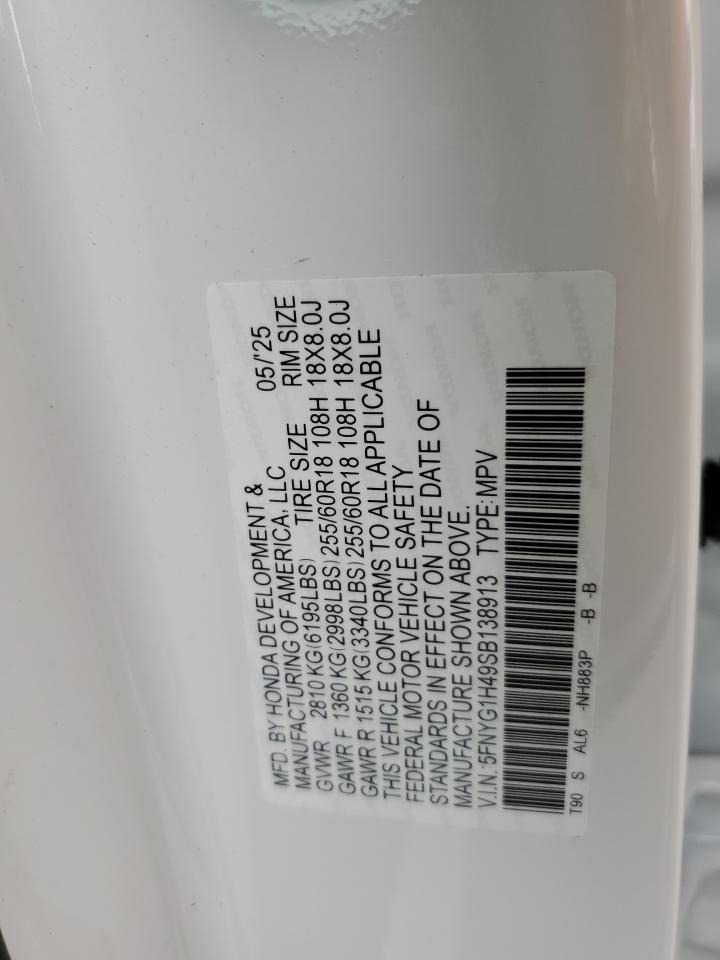 MFD. BY HONDA DEVELOPMENT & 05/'25
MANUFACTURING OF AMERICA, LLC
TIRE SIZE RIM SIZE
GVWR 2810 KG(6195LBS)
GAWR F 1360 KG(2998LBS) 255/60R18 108H 18X8.0J
GAWR R 1515 KG(3340LBS) 255/60R18 108H 18X8.0J
THIS VEHICLE CONFORMS TO ALL APPLICABLE
FEDERAL MOTOR VEHICLE SAFETY
STANDARDS IN EFFECT ON THE DATE OF
MANUFACTURE SHOWN ABOVE.
V.I.N.:5FNYG1H49SB138913 TYPE:MPV
T90 S AL6 -NH883P -B -B